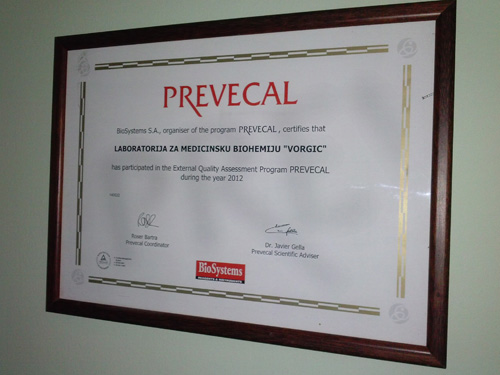 PREVECAL
BioSystems S.A., organiser of the program PREVECAL, certifies that
LABORATORIJA ZA MEDICINSKU BIOHEMIJU "VORGIC"
has participated in the External Quality Assessment Program PREVECAL
during the year 2012
Roser Bartra
Prevecal Coordinator
Dr. Javier Gella
Prevecal Scientific Adviser
BioSystems